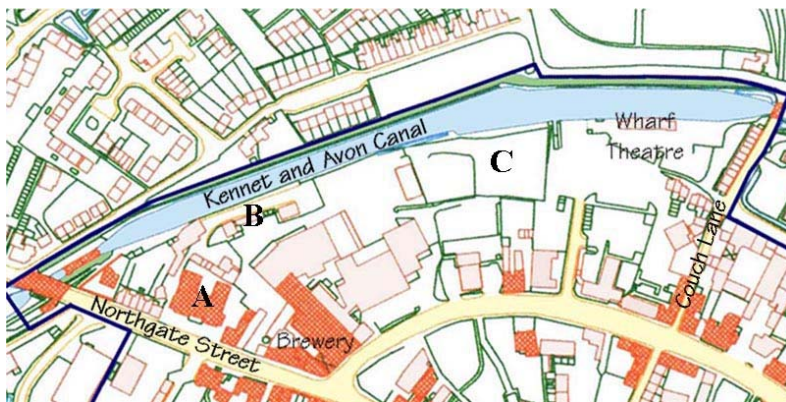 Kennet and Avon Canal
Wharf
Theatre
C
B
A
Couch Lane
Northgate Street
Brewery